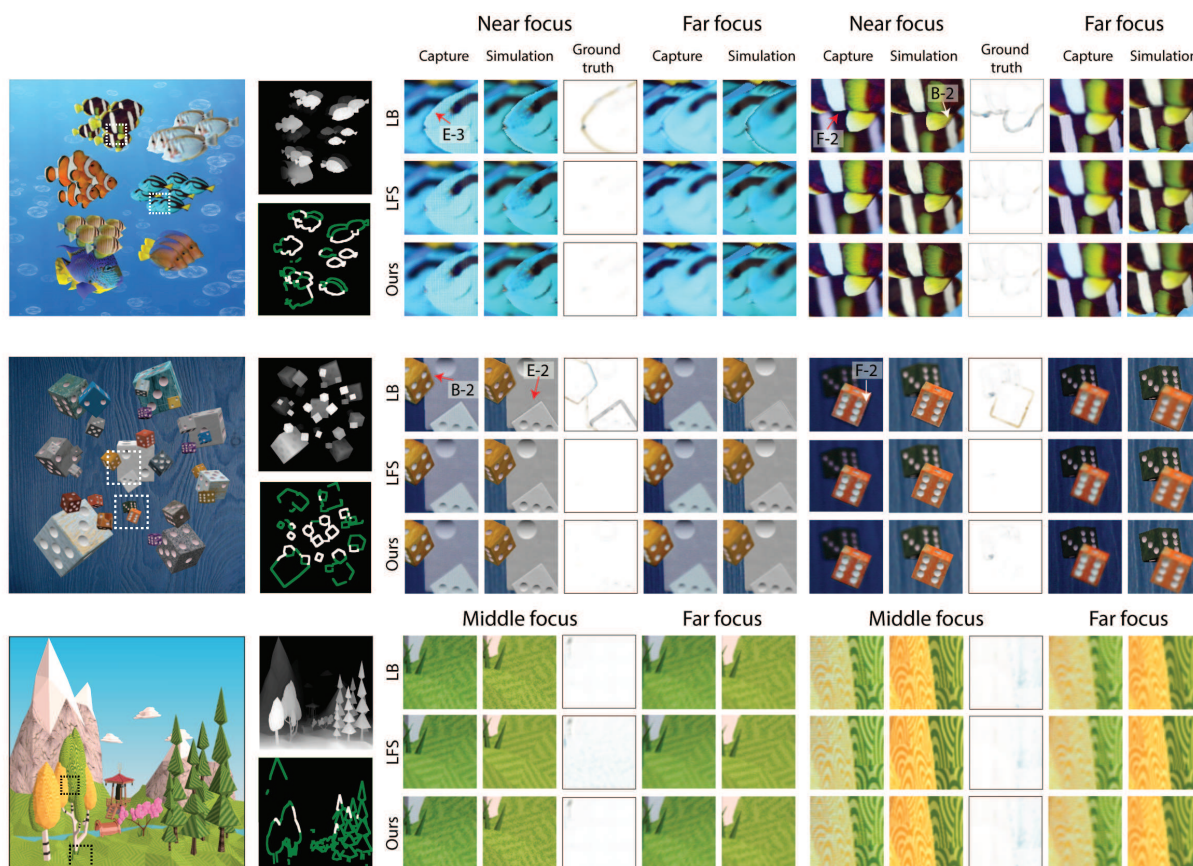 Near focus Far focus Near focus Far focus
Capture Simulation Ground truth Capture Simulation Capture Simulation Ground truth Capture Simulation
LB
E-3
F-2
B-2
LFS
Ours
LB
B-2
E-2
F-2
LFS
Ours
Middle focus Far focus Middle focus Far focus
LB
LFS
Ours